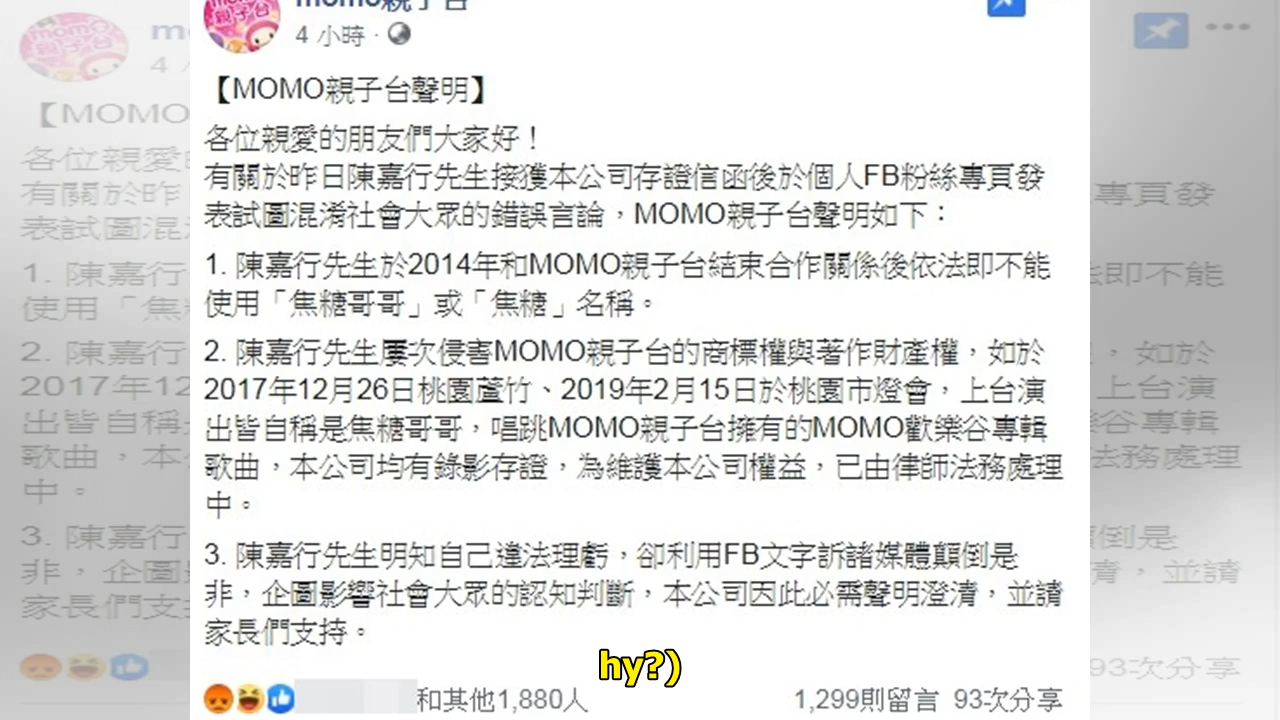 momo親子台
4 小時 ·
【MOMO親子台聲明】
各位親愛的朋友們大家好！
有關於昨日陳嘉行先生接獲本公司存證信函後於個人FB粉絲專頁發
表試圖混淆社會大眾的錯誤言論，MOMO親子台聲明如下：
1. 陳嘉行先生於2014年和MOMO親子台結束合作關係後依法即不能
使用「焦糖哥哥」或「焦糖」名稱。
2. 陳嘉行先生屢次侵害MOMO親子台的商標權與著作財產權，如於
2017年12月26日桃園蘆竹、2019年2月15日於桃園市燈會，上台演
出皆自稱是焦糖哥哥，唱跳MOMO親子台擁有的MOMO歡樂谷專輯
歌曲，本公司均有錄影存證，為維護本公司權益，已由律師法務處理
中。
3. 陳嘉行先生明知自己違法理虧，卻利用FB文字訴諸媒體顛倒是
非，企圖影響社會大眾的認知判斷，本公司因此必需聲明澄清，並請
家長們支持。
hy?)
和其他1,880人
1,299則留言 93次分享